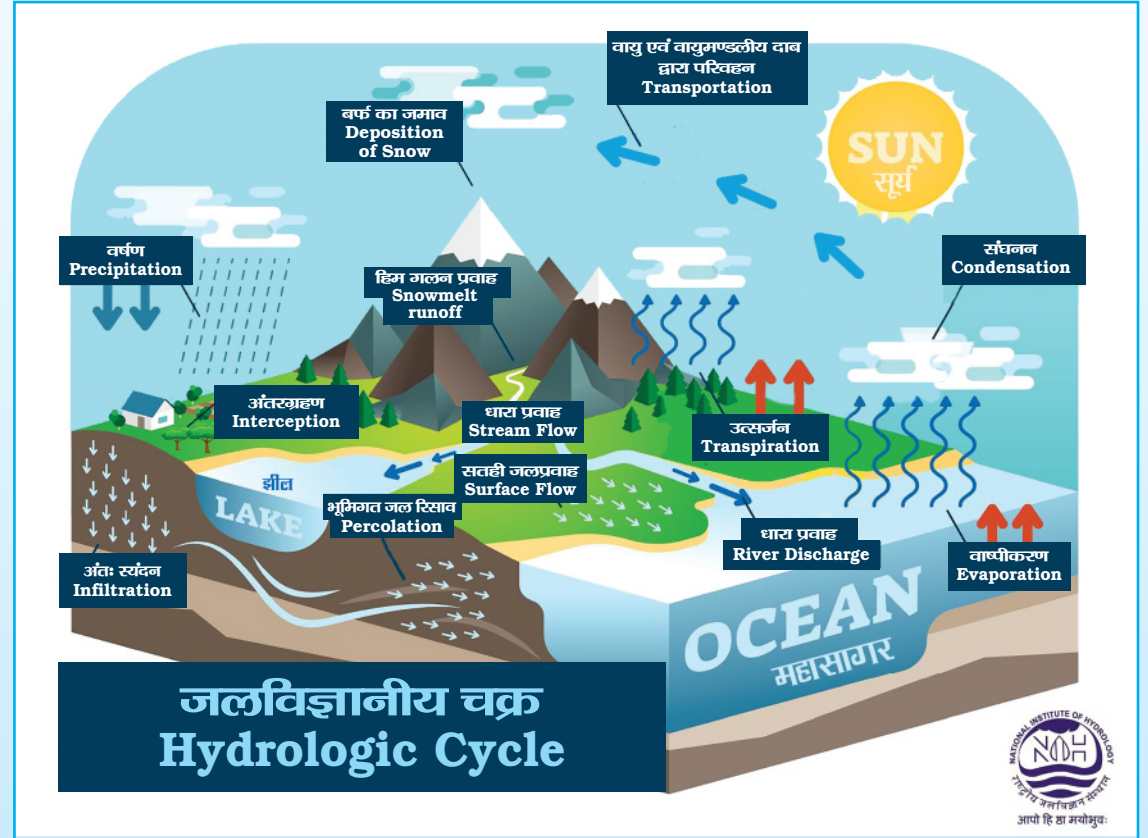 वायु एवं वायुमण्डलीय दाब
द्वारा परिवहन
Transportation
बर्फ का जमाव
Deposition
of Snow
SUN
सूर्य
वर्षण
Precipitation
संघनन
Condensation
हिम गलन प्रवाह
Snowmelt
runoff
अंतरग्रहण
Interception
धारा प्रवाह
Stream Flow
उत्सर्जन
Transpiration
झील
LAKE
सतही जलप्रवाह
Surface Flow
भूमिगत जल रिसाव
Percolation
धारा प्रवाह
River Discharge
वाष्पीकरण
Evaporation
अंतः स्यंदन
Infiltration
OCEAN
महासागर
जलविज्ञानीय चक्र
Hydrologic Cycle
NATIONAL INSTITUTE OF HYDROLOGY
NIH
राष्ट्रीय जलविज्ञान संस्थान
आपो हि ष्ठा मयोभुवः